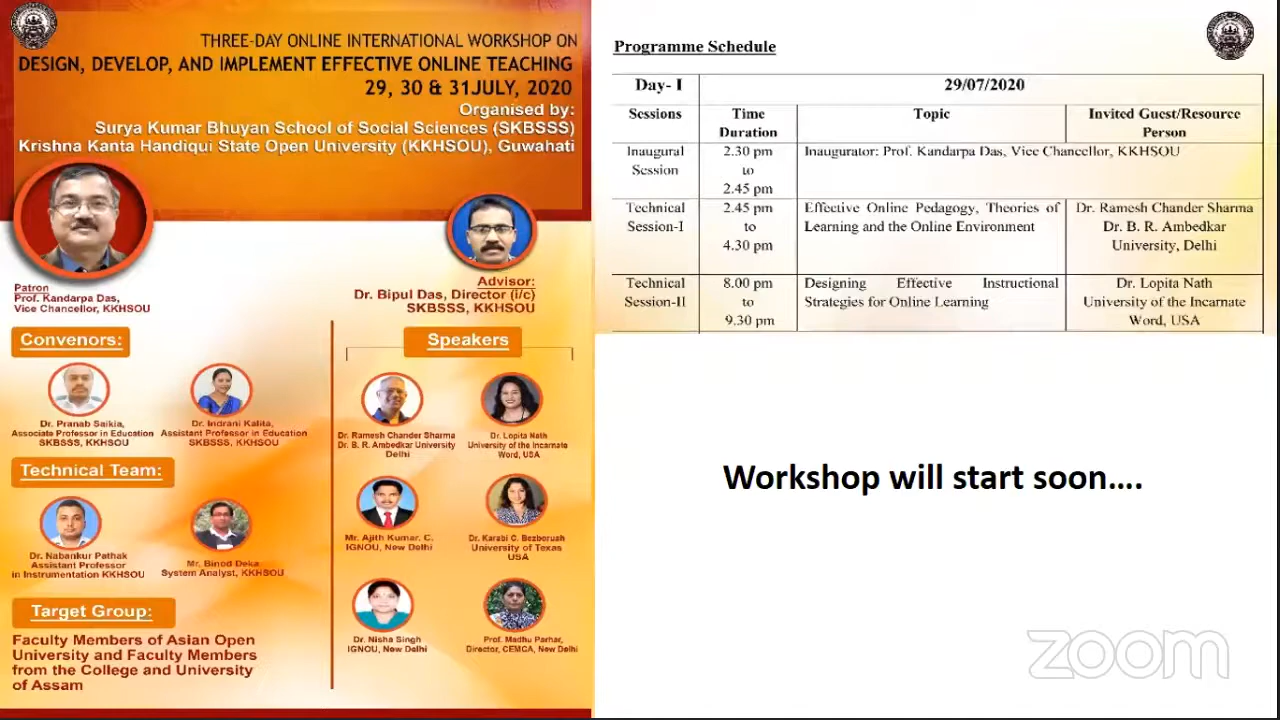 THREE-DAY ONLINE INTERNATIONAL WORKSHOP ON
DESIGN, DEVELOP, AND IMPLEMENT EFFECTIVE ONLINE TEACHING
29, 30 & 31JULY, 2020
Organised by:
Surya Kumar Bhuyan School of Social Sciences (SKBSSS)
Krishna Kanta Handiqui State Open University (KKHSOU), Guwahati
Patron
Prof. Kandarpa Das,
Vice Chancellor, KKHSOU
Advisor:
Dr. Bipul Das, Director (i/c)
SKBSSS, KKHSOU
Convenors:
Dr. Pranab Saikia,
Associate Professor in Education
SKBSSS, KKHSOU
Dr. Indrani Kalita,
Assistant Professor in Education
SKBSSS, KKHSOU
Technical Team:
Dr. Nabankur Pathak
Assistant Professor
in Instrumentation KKHSOU
Mr. Binod Deka
System Analyst, KKHSOU
Target Group:
Faculty Members of Asian Open
University and Faculty Members
from the College and University
of Assam
Speakers
Dr. Ramesh Chander Sharma
Dr. B. R. Ambedkar University
Delhi
Dr. Lopita Nath
University of the Incarnate
Word, USA
Mr. Ajith Kumar. C.
IGNOU, New Delhi
Dr. Karabi C. Bezboruah
University of Texas
USA
Dr. Nisha Singh
IGNOU, New Delhi
Prof. Madhu Parhar,
Director, CEMCA, New Delhi
Programme Schedule
Day- I 29/07/2020
Sessions Time Duration Topic Invited Guest/Resource Person
Inaugural Session 2.30 pm to 2.45 pm Inaugurator: Prof. Kandarpa Das, Vice Chancellor, KKHSOU
Technical Session-I 2.45 pm to 4.30 pm Effective Online Pedagogy, Theories of Learning and the Online Environment Dr. Ramesh Chander Sharma Dr. B. R. Ambedkar University, Delhi
Technical Session-II 8.00 pm to 9.30 pm Designing Effective Instructional Strategies for Online Learning Dr. Lopita Nath University of the Incarnate Word, USA
Workshop will start soon....
zoom